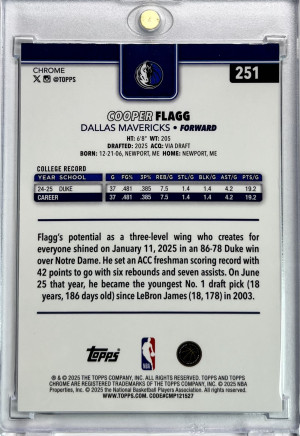 CHROME
X @TOPPS
251
COOPER FLAGG
DALLAS MAVERICKS • FORWARD
HT: 6'8" WT: 205
DRAFTED: 2025 ACQ: VIA DRAFT
BORN: 12-21-06, NEWPORT, ME HOME: NEWPORT, ME
COLLEGE RECORD
YEAR SCHOOL G FG% 3P% REB/G STL/G BLK/G AST/G PTS/G
24-25 DUKE 37 .481 .385 7.5 1.4 1.4 4.2 19.2
CAREER 37 .481 .385 7.5 1.4 1.4 4.2 19.2
Flagg's potential as a three-level wing who creates for
everyone shined on January 11, 2025 in an 86-78 Duke win
over Notre Dame. He set an ACC freshman scoring record with
42 points to go with six rebounds and seven assists. On June
25 that year, he became the youngest No. 1 draft pick (18
years, 186 days old) since LeBron James (18, 178) in 2003.
Topps
NBA
® & © 2025 THE TOPPS COMPANY, INC. ALL RIGHTS RESERVED. TOPPS AND TOPPS
CHROME ARE REGISTERED TRADEMARKS OF THE TOPPS COMPANY, INC. © 2025 NBA
Properties, Inc. © 2025 the National Basketball Players Association. All rights reserved.
WWW.TOPPS.COM. CODE#CMP121527